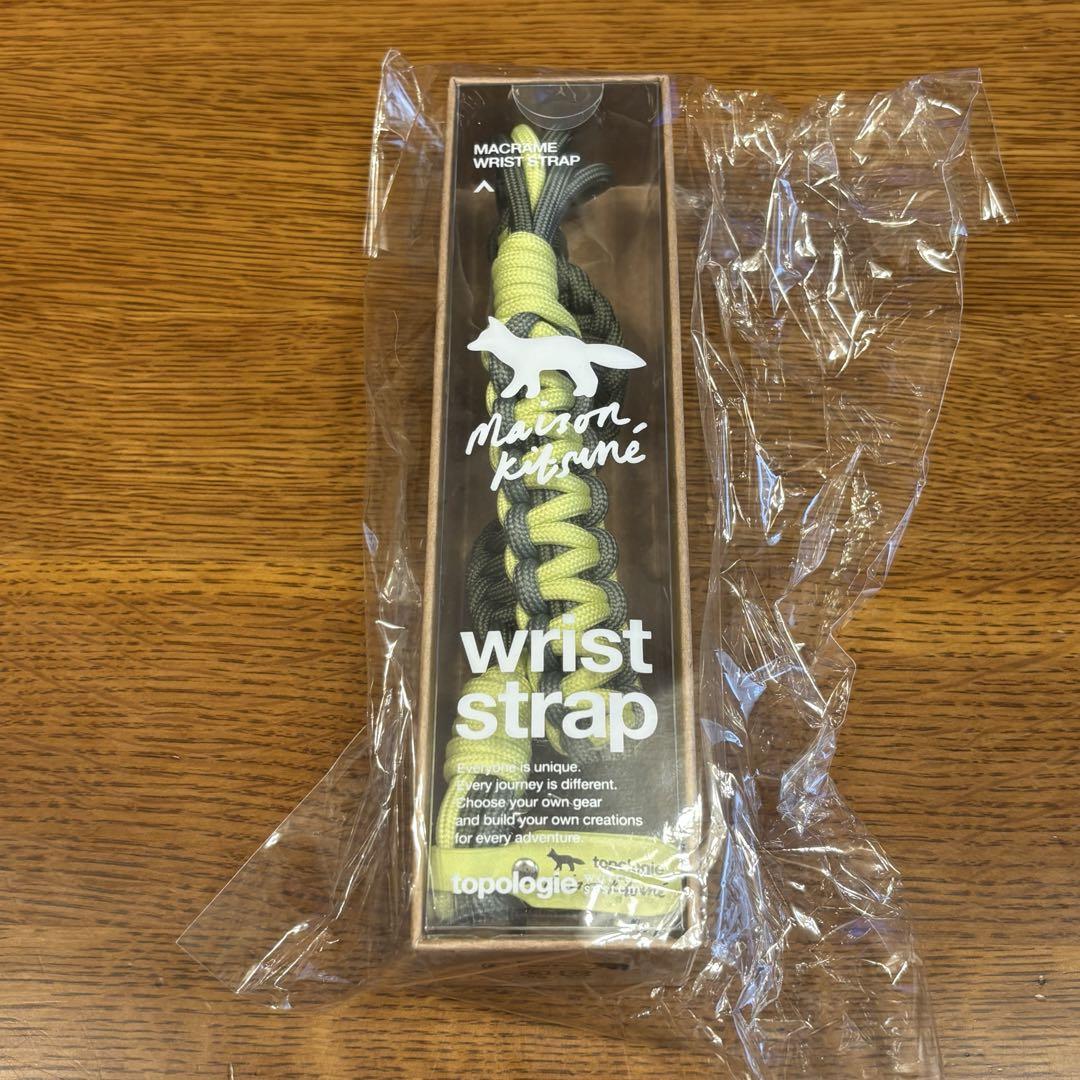 MACRAME
WRIST STRAP
Maison
Kitsuné
wrist
strap
Everyone is unique.
Every journey is different.
Choose your own gear
and build your own creations
for every adventure.
topologie
topologie